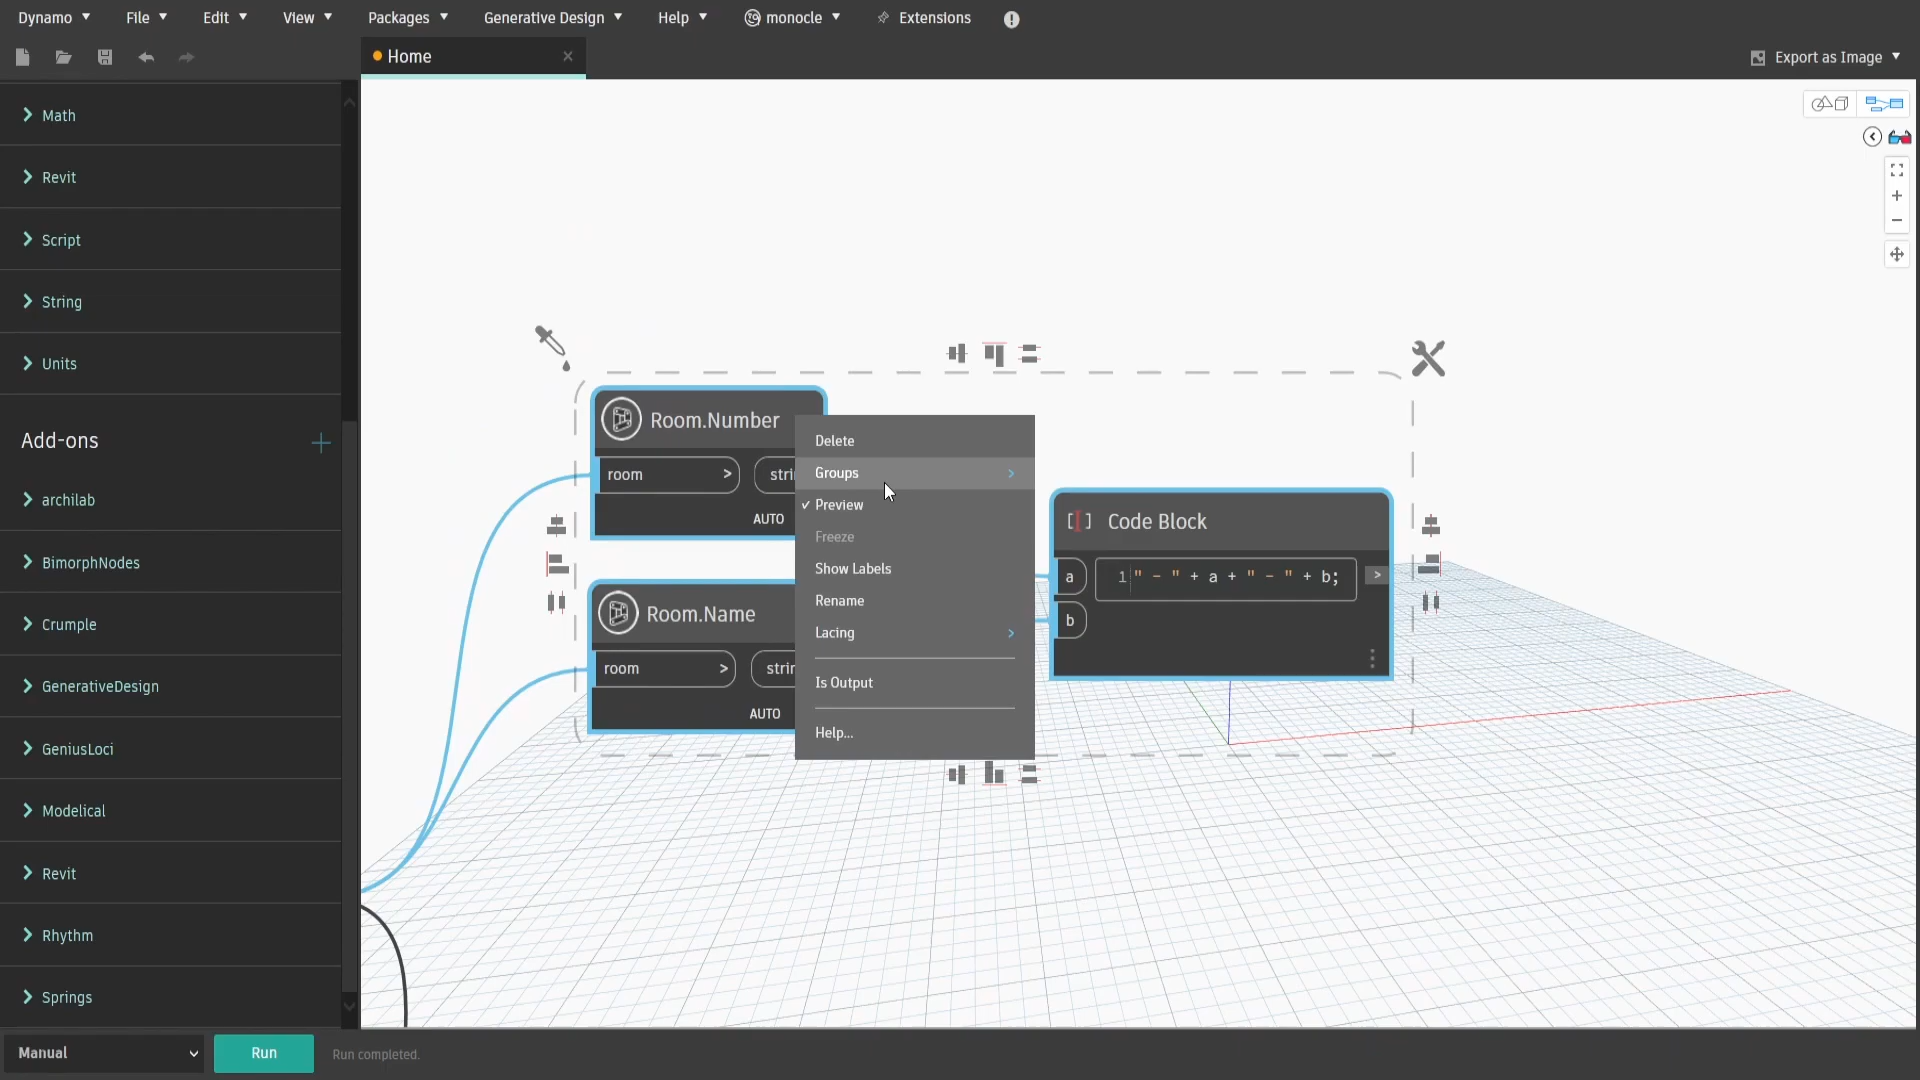 Dynamo File Edit View Packages Generative Design Help monocle Extensions
Home
Export as Image
Math
Revit
Script
String
Units
Add-ons
archilab
BimorphNodes
Crumple
GenerativeDesign
GeniusLoci
Modelical
Revit
Rhythm
Springs
Room.Number
room > stri
AUTO
Room.Name
room > strin
AUTO
Delete
Groups >
✓ Preview
Freeze
Show Labels
Rename
Lacing >
Is Output
Help...
Code Block
a 1 " - " + a + " - " + b; >
b
Manual Run Run completed.